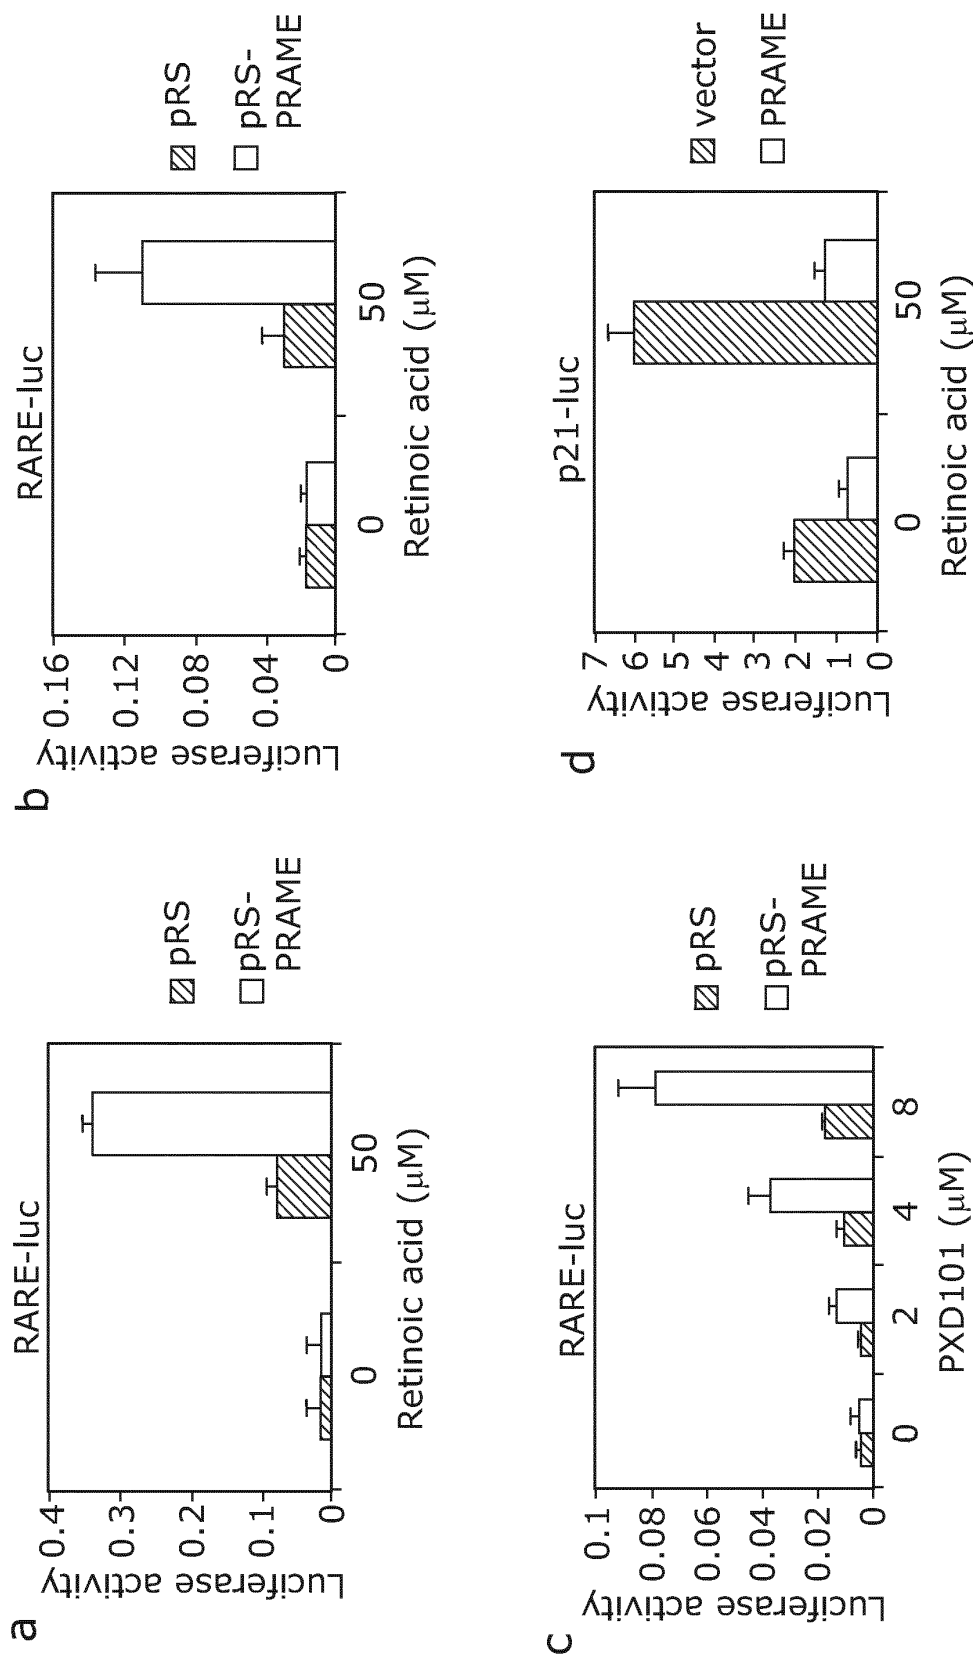 a
RARE-luc
Luciferase activity
0.4
0.3
0.2
0.1
0
0
50
Retinoic acid (μM)
pRS
pRS-
PRAME
b
RARE-luc
Luciferase activity
0.16
0.12
0.08
0.04
0
0
50
Retinoic acid (μM)
pRS
pRS-
PRAME
c
RARE-luc
Luciferase activity
0.1
0.08
0.06
0.04
0.02
0
0
2
4
8
PXD101 (μM)
pRS
pRS-
PRAME
d
p21-luc
Luciferase activity
7
6
5
4
3
2
1
0
0
50
Retinoic acid (μM)
vector
PRAME